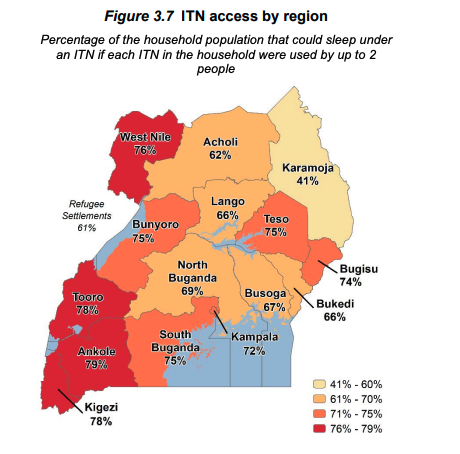 Figure 3.7 ITN access by region
Percentage of the household population that could sleep under
an ITN if each ITN in the household were used by up to 2
people
West Nile
76%
Acholi
62%
Karamoja
41%
Refugee
Settlements
61%
Lango
66%
Teso
75%
Bunyoro
75%
Bugisu
74%
North
Buganda
69%
Busoga
67%
Bukedi
66%
Tooro
78%
South
Buganda
75%
Kampala
72%
Ankole
79%
Kigezi
78%
41% - 60%
61% - 70%
71% - 75%
76% - 79%